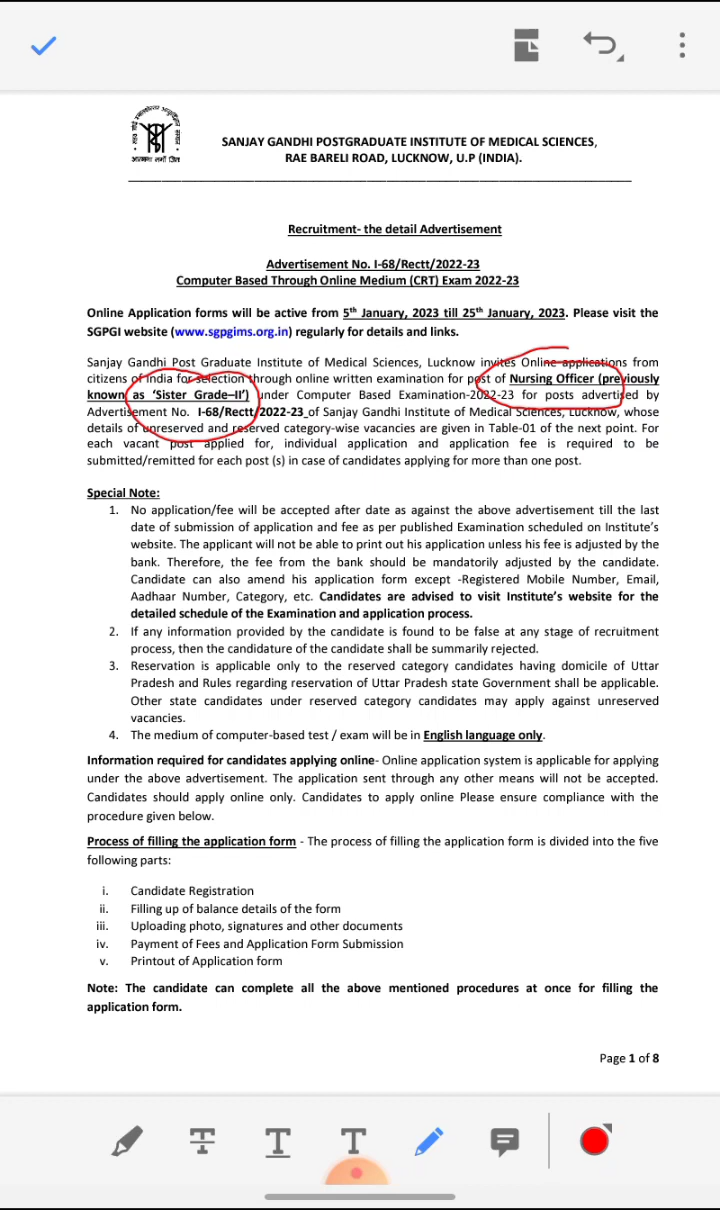 SANJAY GANDHI POSTGRADUATE INSTITUTE OF MEDICAL SCIENCES,
RAE BARELI ROAD, LUCKNOW, U.P (INDIA).
Recruitment- the detail Advertisement
Advertisement No. I-68/Rectt/2022-23
Computer Based Through Online Medium (CRT) Exam 2022-23
Online Application forms will be active from 5th January, 2023 till 25th January, 2023. Please visit the
SGPGI website (www.sgpgims.org.in) regularly for details and links.
Sanjay Gandhi Post Graduate Institute of Medical Sciences, Lucknow invites Online applications from
citizens of India for selection through online written examination for post of Nursing Officer (previously
known as ‘Sister Grade–II’) under Computer Based Examination-2022-23 for posts advertised by
Advertisement No. I-68/Rectt/2022-23 of Sanjay Gandhi Institute of Medical Sciences, Lucknow, whose
details of unreserved and reserved category-wise vacancies are given in Table-01 of the next point. For
each vacant post applied for, individual application and application fee is required to be
submitted/remitted for each post (s) in case of candidates applying for more than one post.
Special Note:
1. No application/fee will be accepted after date as against the above advertisement till the last
date of submission of application and fee as per published Examination scheduled on Institute’s
website. The applicant will not be able to print out his application unless his fee is adjusted by the
bank. Therefore, the fee from the bank should be mandatorily adjusted by the candidate.
Candidate can also amend his application form except -Registered Mobile Number, Email,
Aadhaar Number, Category, etc. Candidates are advised to visit Institute’s website for the
detailed schedule of the Examination and application process.
2. If any information provided by the candidate is found to be false at any stage of recruitment
process, then the candidature of the candidate shall be summarily rejected.
3. Reservation is applicable only to the reserved category candidates having domicile of Uttar
Pradesh and Rules regarding reservation of Uttar Pradesh state Government shall be applicable.
Other state candidates under reserved category candidates may apply against unreserved
vacancies.
4. The medium of computer-based test / exam will be in English language only.
Information required for candidates applying online- Online application system is applicable for applying
under the above advertisement. The application sent through any other means will not be accepted.
Candidates should apply online only. Candidates to apply online Please ensure compliance with the
procedure given below.
Process of filling the application form - The process of filling the application form is divided into the five
following parts:
i. Candidate Registration
ii. Filling up of balance details of the form
iii. Uploading photo, signatures and other documents
iv. Payment of Fees and Application Form Submission
v. Printout of Application form
Note: The candidate can complete all the above mentioned procedures at once for filling the
application form.
Page 1 of 8